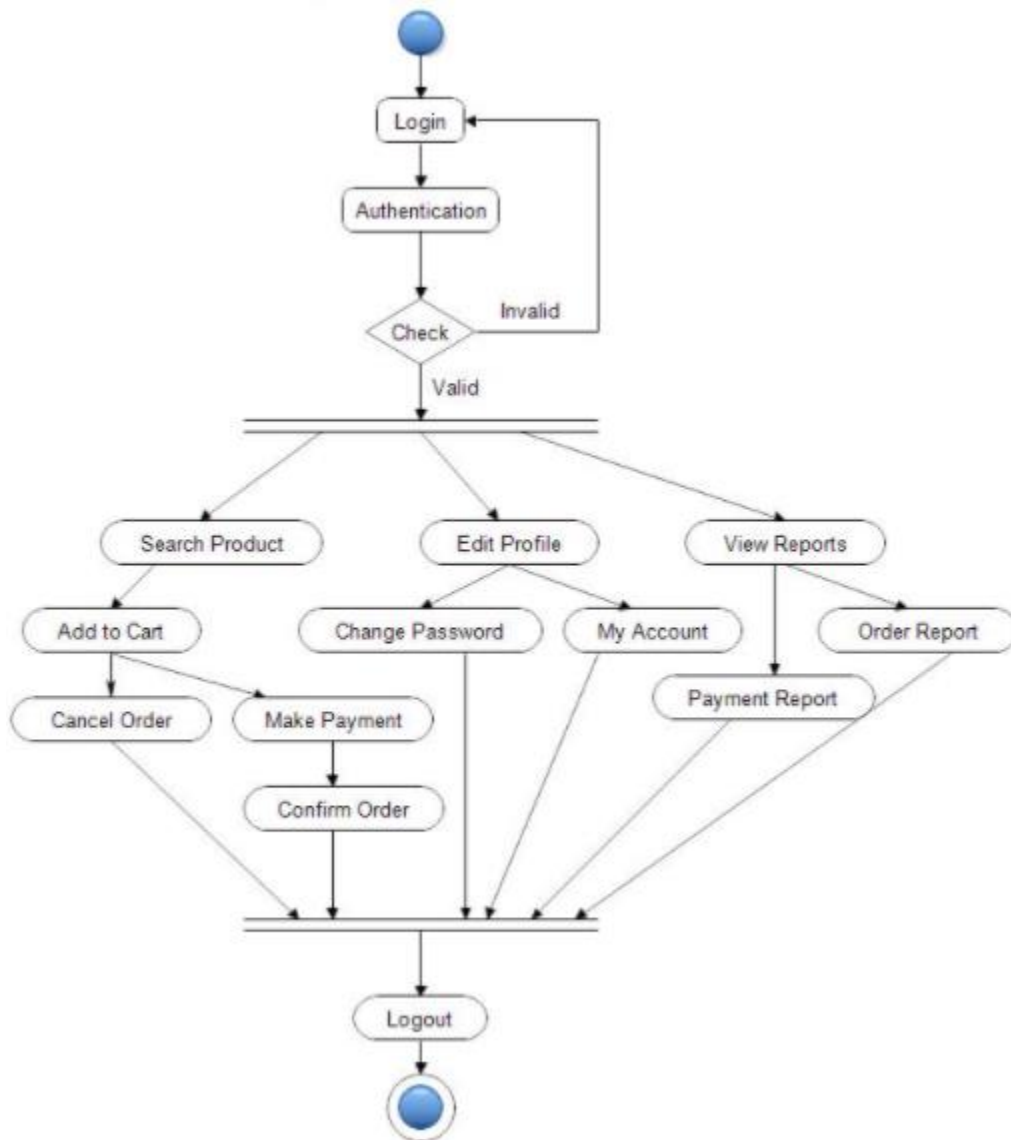 Login
Authentication
Invalid
Check
Valid
Search Product
Edit Profile
View Reports
Add to Cart
Change Password
My Account
Order Report
Cancel Order
Make Payment
Payment Report
Confirm Order
Logout